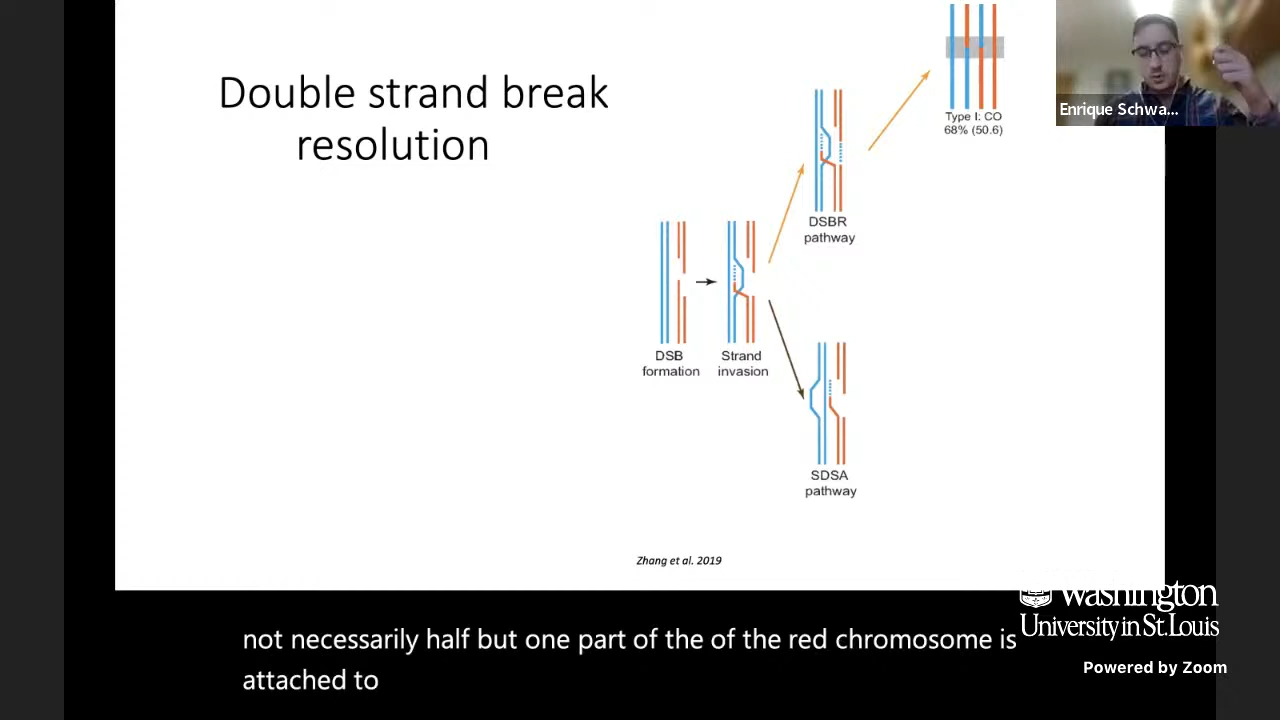 Double strand break
resolution
Type I: CO
68% (50.6)
DSBR
pathway
DSB
formation
Strand
invasion
SDSA
pathway
Zhang et al. 2019
Enrique Schwa...
Washington
University in St. Louis
Powered by Zoom
not necessarily half but one part of the of the red chromosome is
attached to